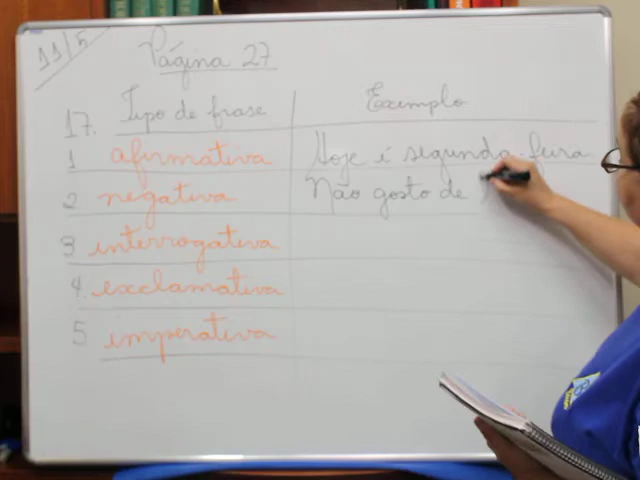 11/5
Página 27
17. Tipo de frase Exemplo
1 afirmativa Hoje é segunda-feira
2 negativa Não gosto de
3 interrogativa
4. exclamativa
5 imperativa